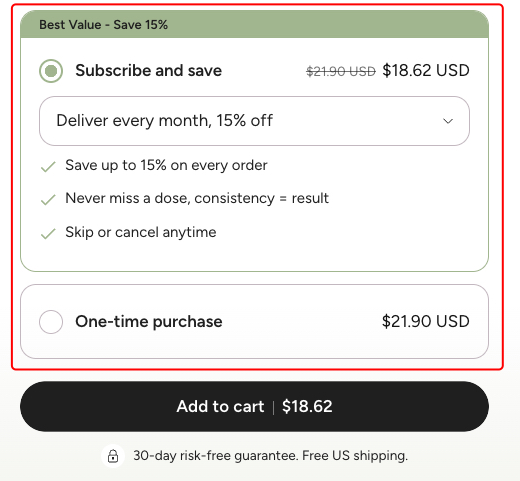 Best Value - Save 15%
Subscribe and save $21.90 USD $18.62 USD
Deliver every month, 15% off
Save up to 15% on every order
Never miss a dose, consistency = result
Skip or cancel anytime
One-time purchase $21.90 USD
Add to cart | $18.62
30-day risk-free guarantee. Free US shipping.